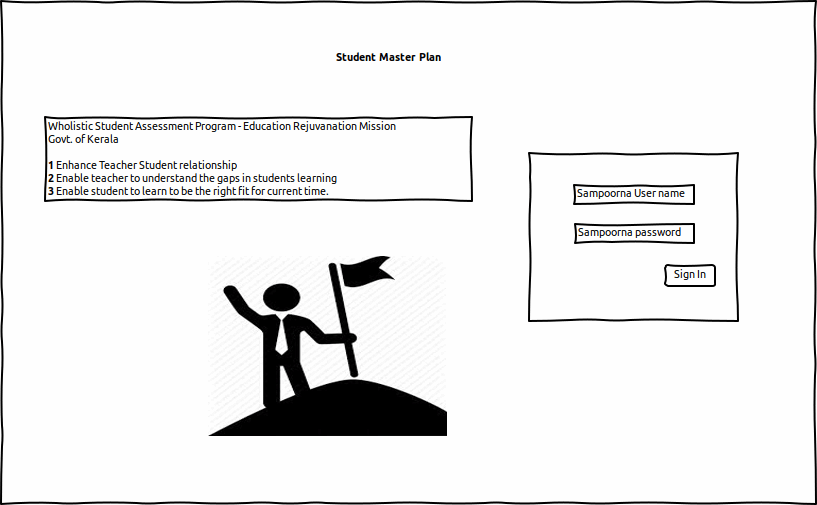 Student Master Plan
Wholistic Student Assessment Program - Education Rejuvanation Mission
Govt. of Kerala
1 Enhance Teacher Student relationship
2 Enable teacher to understand the gaps in students learning
3 Enable student to learn to be the right fit for current time.
Sampoorna User name
Sampoorna password
Sign In